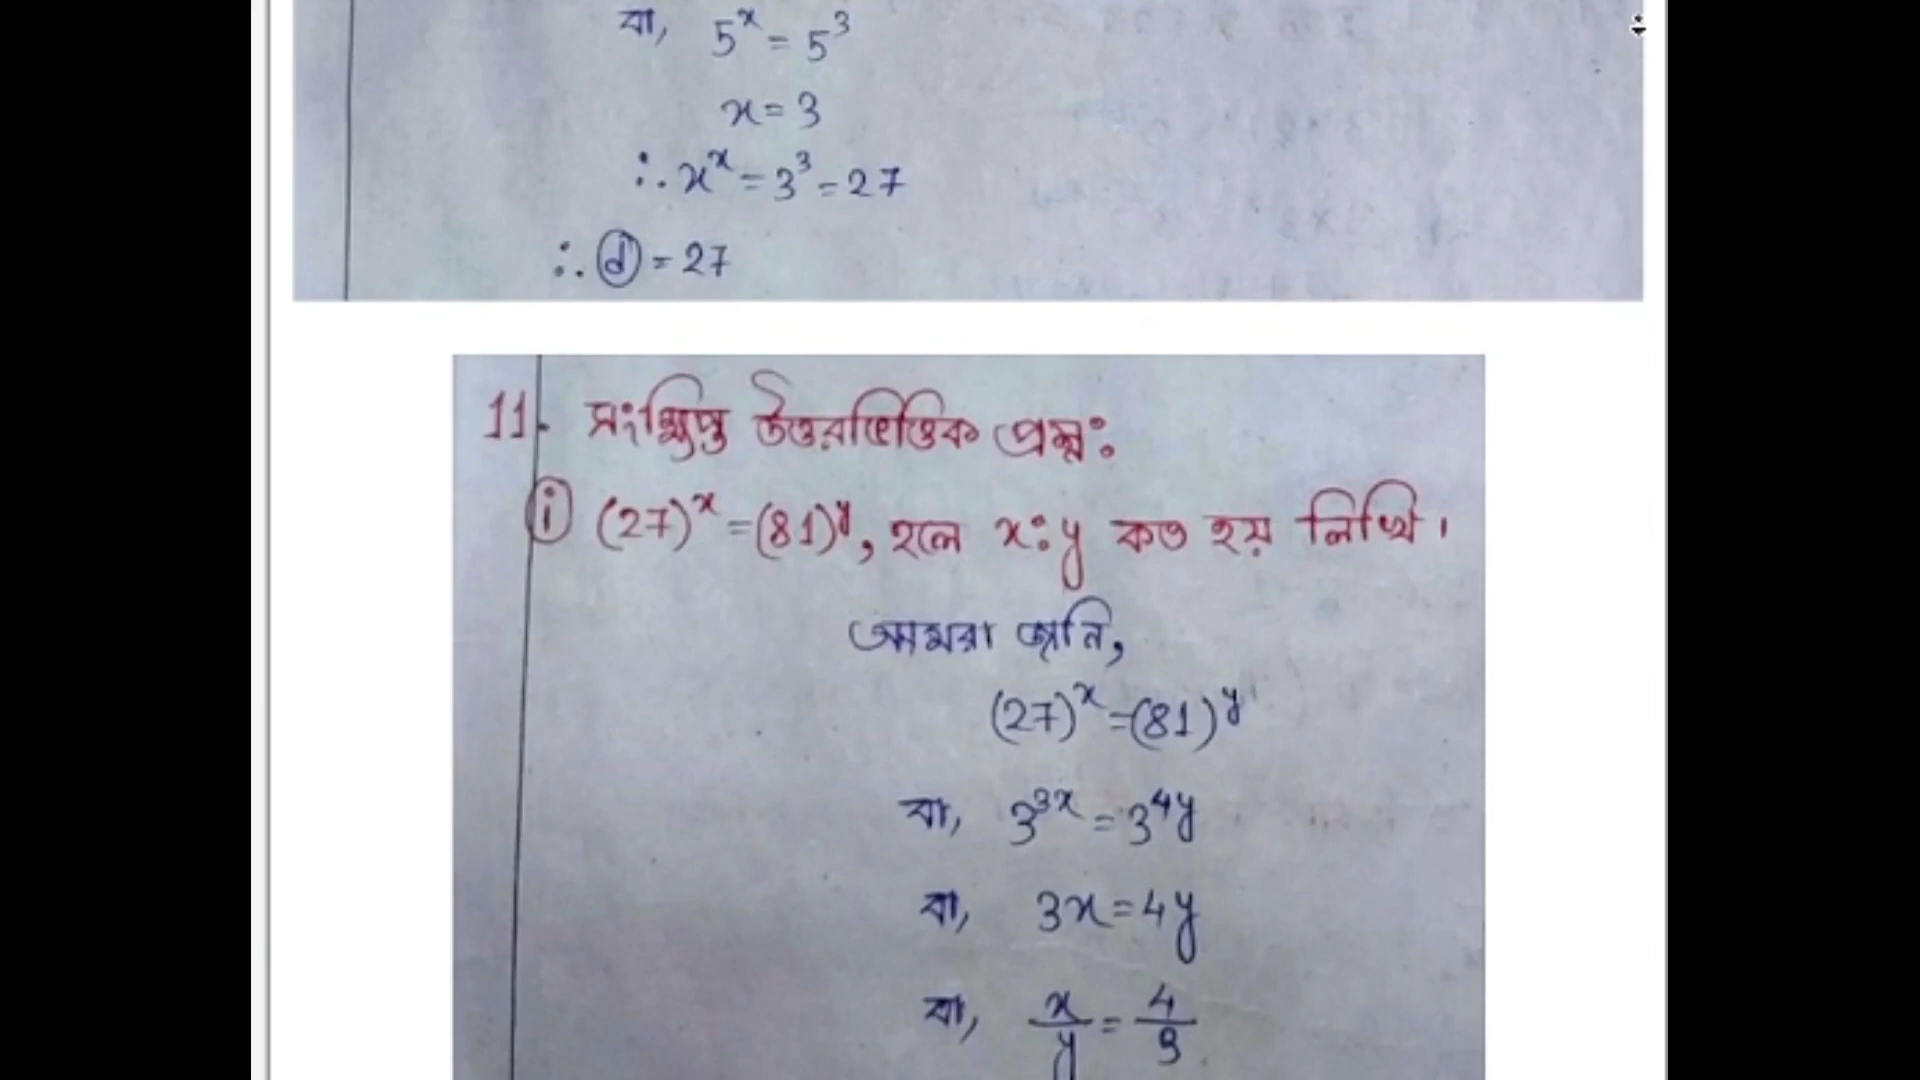 বা, 5^x = 5^3
x = 3
∴ x^x = 3^3 = 27
∴ ⓓ = 27
11. সংক্ষিপ্ত উত্তরভিত্তিক প্রশ্ন:
ⓘ (27)^x = (81)^y, হলে x:y কত হয় লিখি।
আমরা জানি,
(27)^x = (81)^y
বা, 3^3x = 3^4y
বা, 3x = 4y
বা, x/y = 4/3